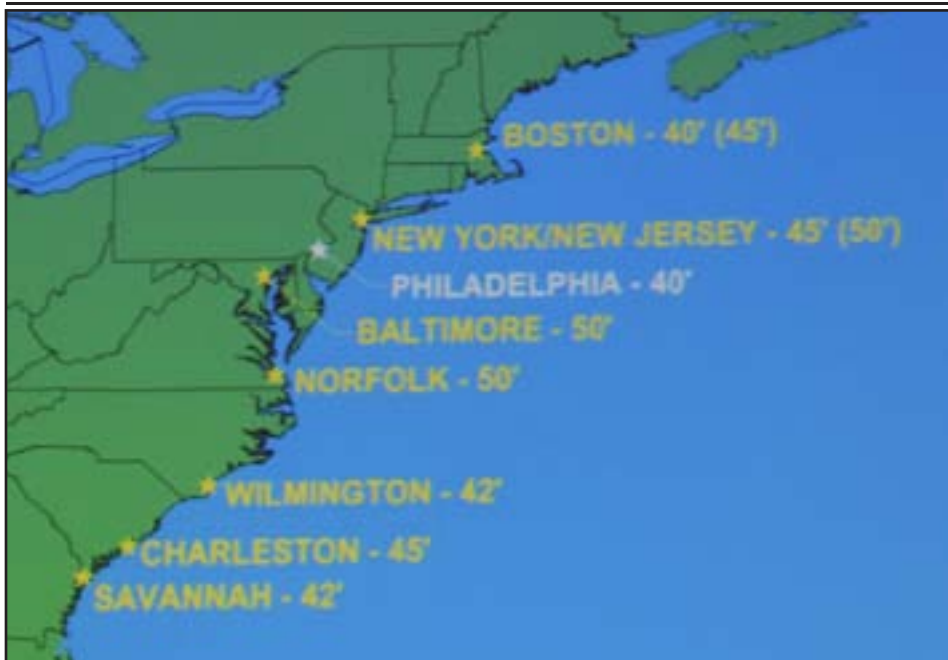 BOSTON - 40' (45')
NEW YORK/NEW JERSEY - 45' (50')
PHILADELPHIA - 40'
BALTIMORE - 50'
NORFOLK - 50'
WILMINGTON - 42'
CHARLESTON - 45'
SAVANNAH - 42'